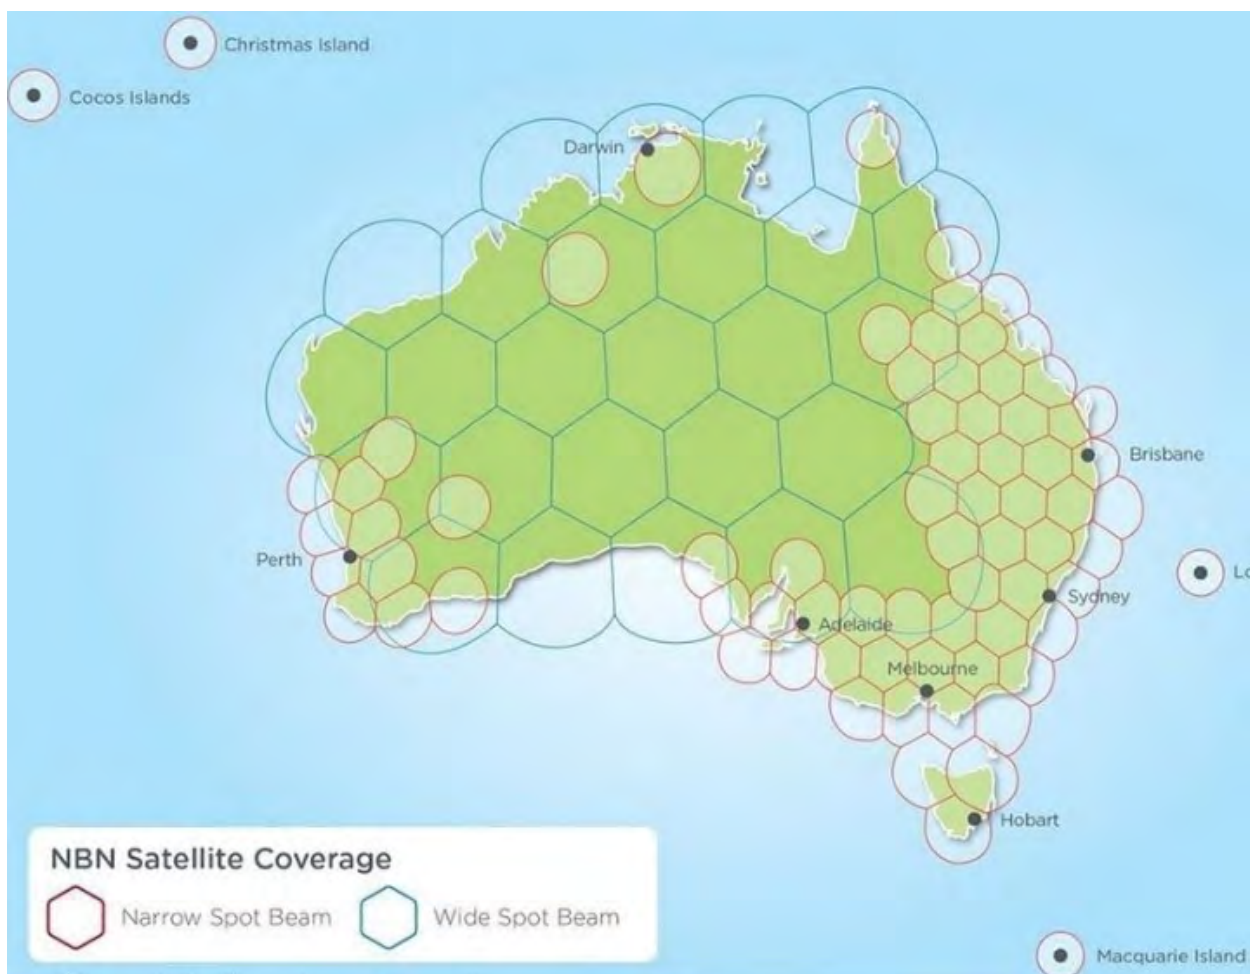 Christmas Island
Cocos Islands
Darwin
Brisbane
Perth
Lo
Sydney
Adelaide
Melbourne
Hobart
NBN Satellite Coverage
Narrow Spot Beam
Wide Spot Beam
Macquarie Island